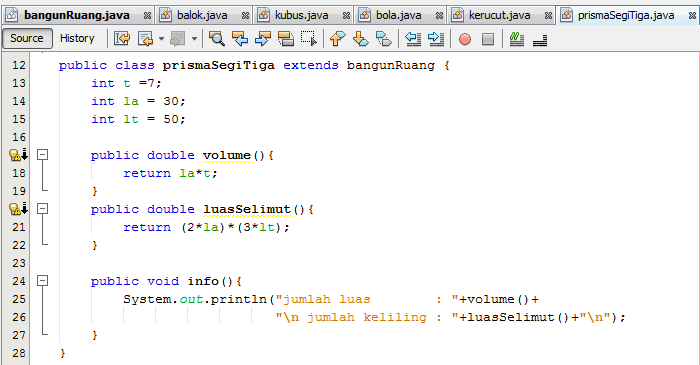 bangunRuang.java balok.java kubus.java bola.java kerucut.java prismaSegiTiga.java
Source History
12 public class prismaSegiTiga extends bangunRuang {
13 int t =7;
14 int la = 30;
15 int lt = 50;
16
public double volume(){
18 return la*t;
19 }
public double luasSelimut(){
21 return (2*la)*(3*lt);
22 }
23
24 public void info(){
25 System.out.println("jumlah luas : "+volume()+
26 "\n jumlah keliling : "+luasSelimut()+"\n");
27 }
28 }